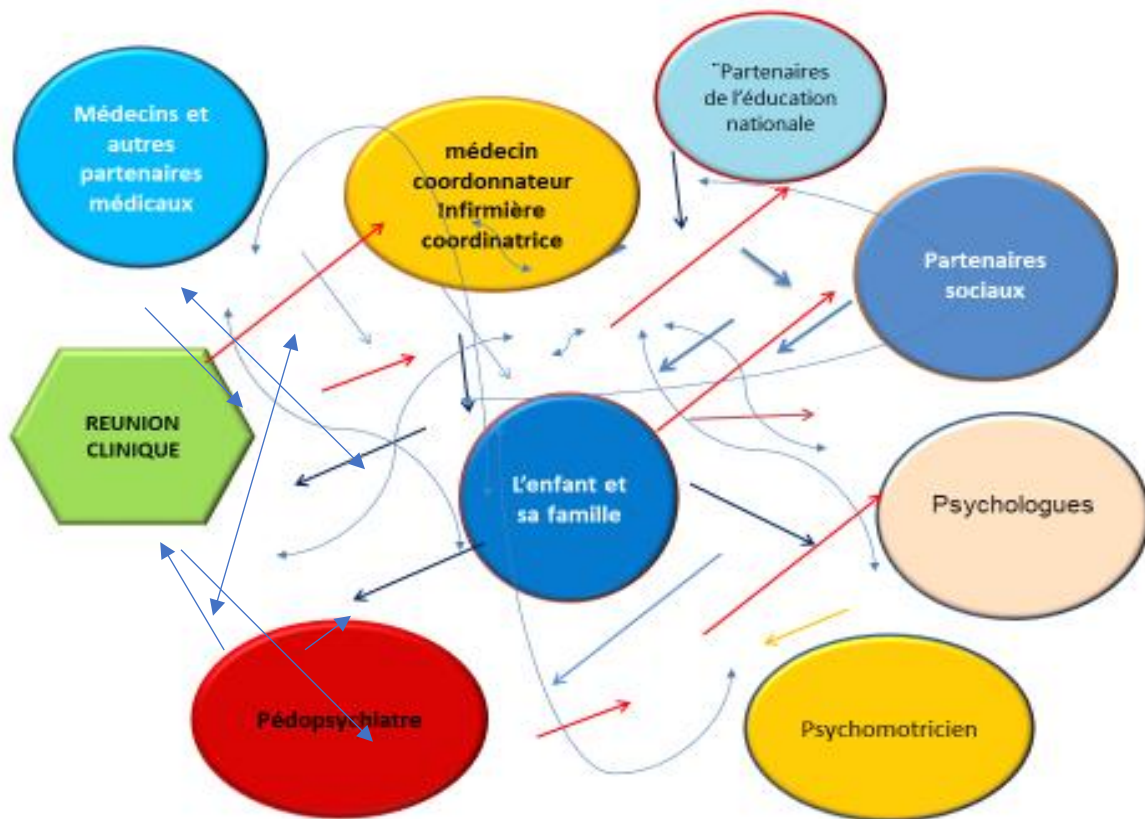 Médecins et
autres
partenaires
médicaux
médecin
coordonnateur
Infirmière
coordinatrice
¨Partenaires
de l'éducation
nationale
Partenaires
sociaux
REUNION
CLINIQUE
L'enfant et
sa famille
Psychologues
Pédopsychiatre
Psychomotricien